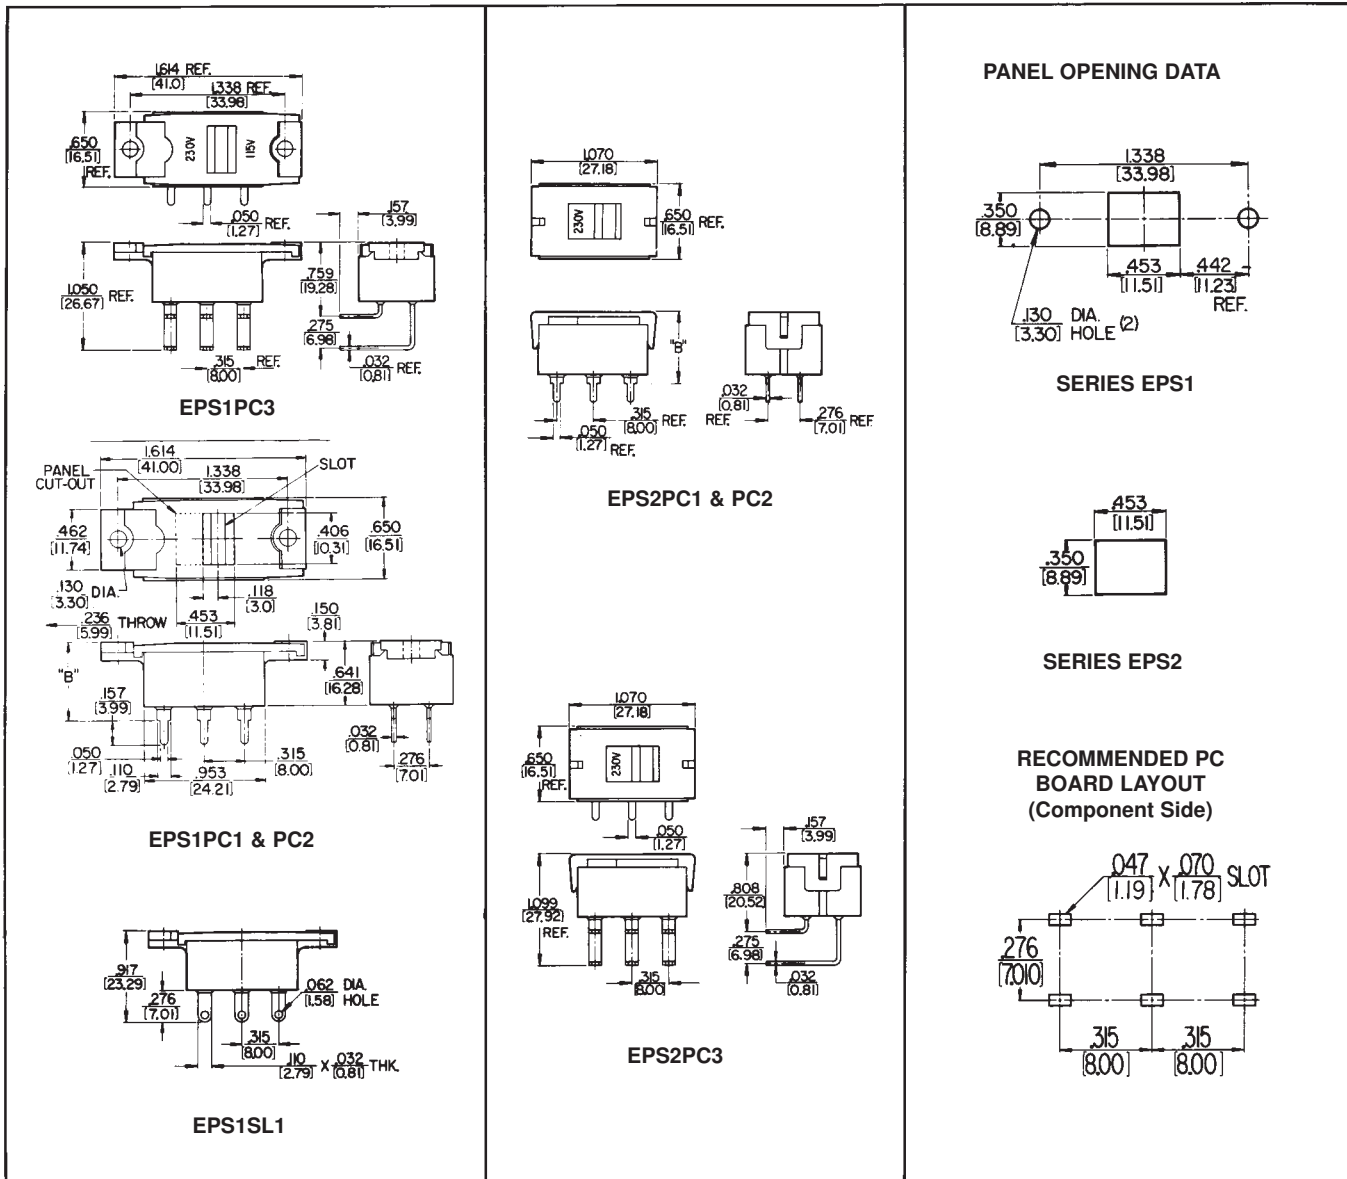 1.614 REF.
[41.0]
1.338 REF.
[33.98]
.650
[16.51]
REF.
230V
115V
.050 REF.
[1.27]
.157
[3.99]
1.050 REF.
[26.67]
.759
[19.28]
.275
[6.98]
.315 REF.
[8.00]
.032 REF.
[0.81]
EPS1PC3
1.614
[41.00]
PANEL
CUT-OUT
1.338
[33.98]
SLOT
.462
[11.74]
.406
[10.31]
.650
[16.51]
.130 DIA.
[3.30]
.118
[3.0]
.236 THROW
[5.99]
.453
[11.51]
.150
[3.81]
"B"
.641
[16.28]
.157
[3.99]
.032
[0.81]
.050
[1.27]
.110
[2.79]
.953
[24.21]
.315
[8.00]
.276
[7.01]
EPS1PC1 & PC2
.917
[23.29]
.276
[7.01]
.062 DIA.
[1.58] HOLE
.315
[8.00]
.110 X .032 THK.
[2.79] [0.81]
EPS1SL1
1.070
[27.18]
230V
.650 REF.
[16.51]
"B"
.032
[0.81]
REF.
.315 REF.
[8.00]
.276 REF.
[7.01]
.050
[1.27] REF.
EPS2PC1 & PC2
1.070
[27.18]
.650
[16.51]
REF.
230V
.050
[1.27]
.157
[3.99]
1.099
[27.92]
REF.
.808
[20.52]
.275
[6.98]
.315
[8.00]
.032
[0.81]
EPS2PC3
PANEL OPENING DATA
1.338
[33.98]
.350
[8.89]
.453
[11.51]
.442
[11.23]
REF.
.130 DIA.
[3.30] HOLE (2)
SERIES EPS1
.453
[11.51]
.350
[8.89]
SERIES EPS2
RECOMMENDED PC
BOARD LAYOUT
(Component Side)
.047 X .070 SLOT
[1.19] [1.78]
.276
[7.010]
.315
[8.00]
.315
[8.00]